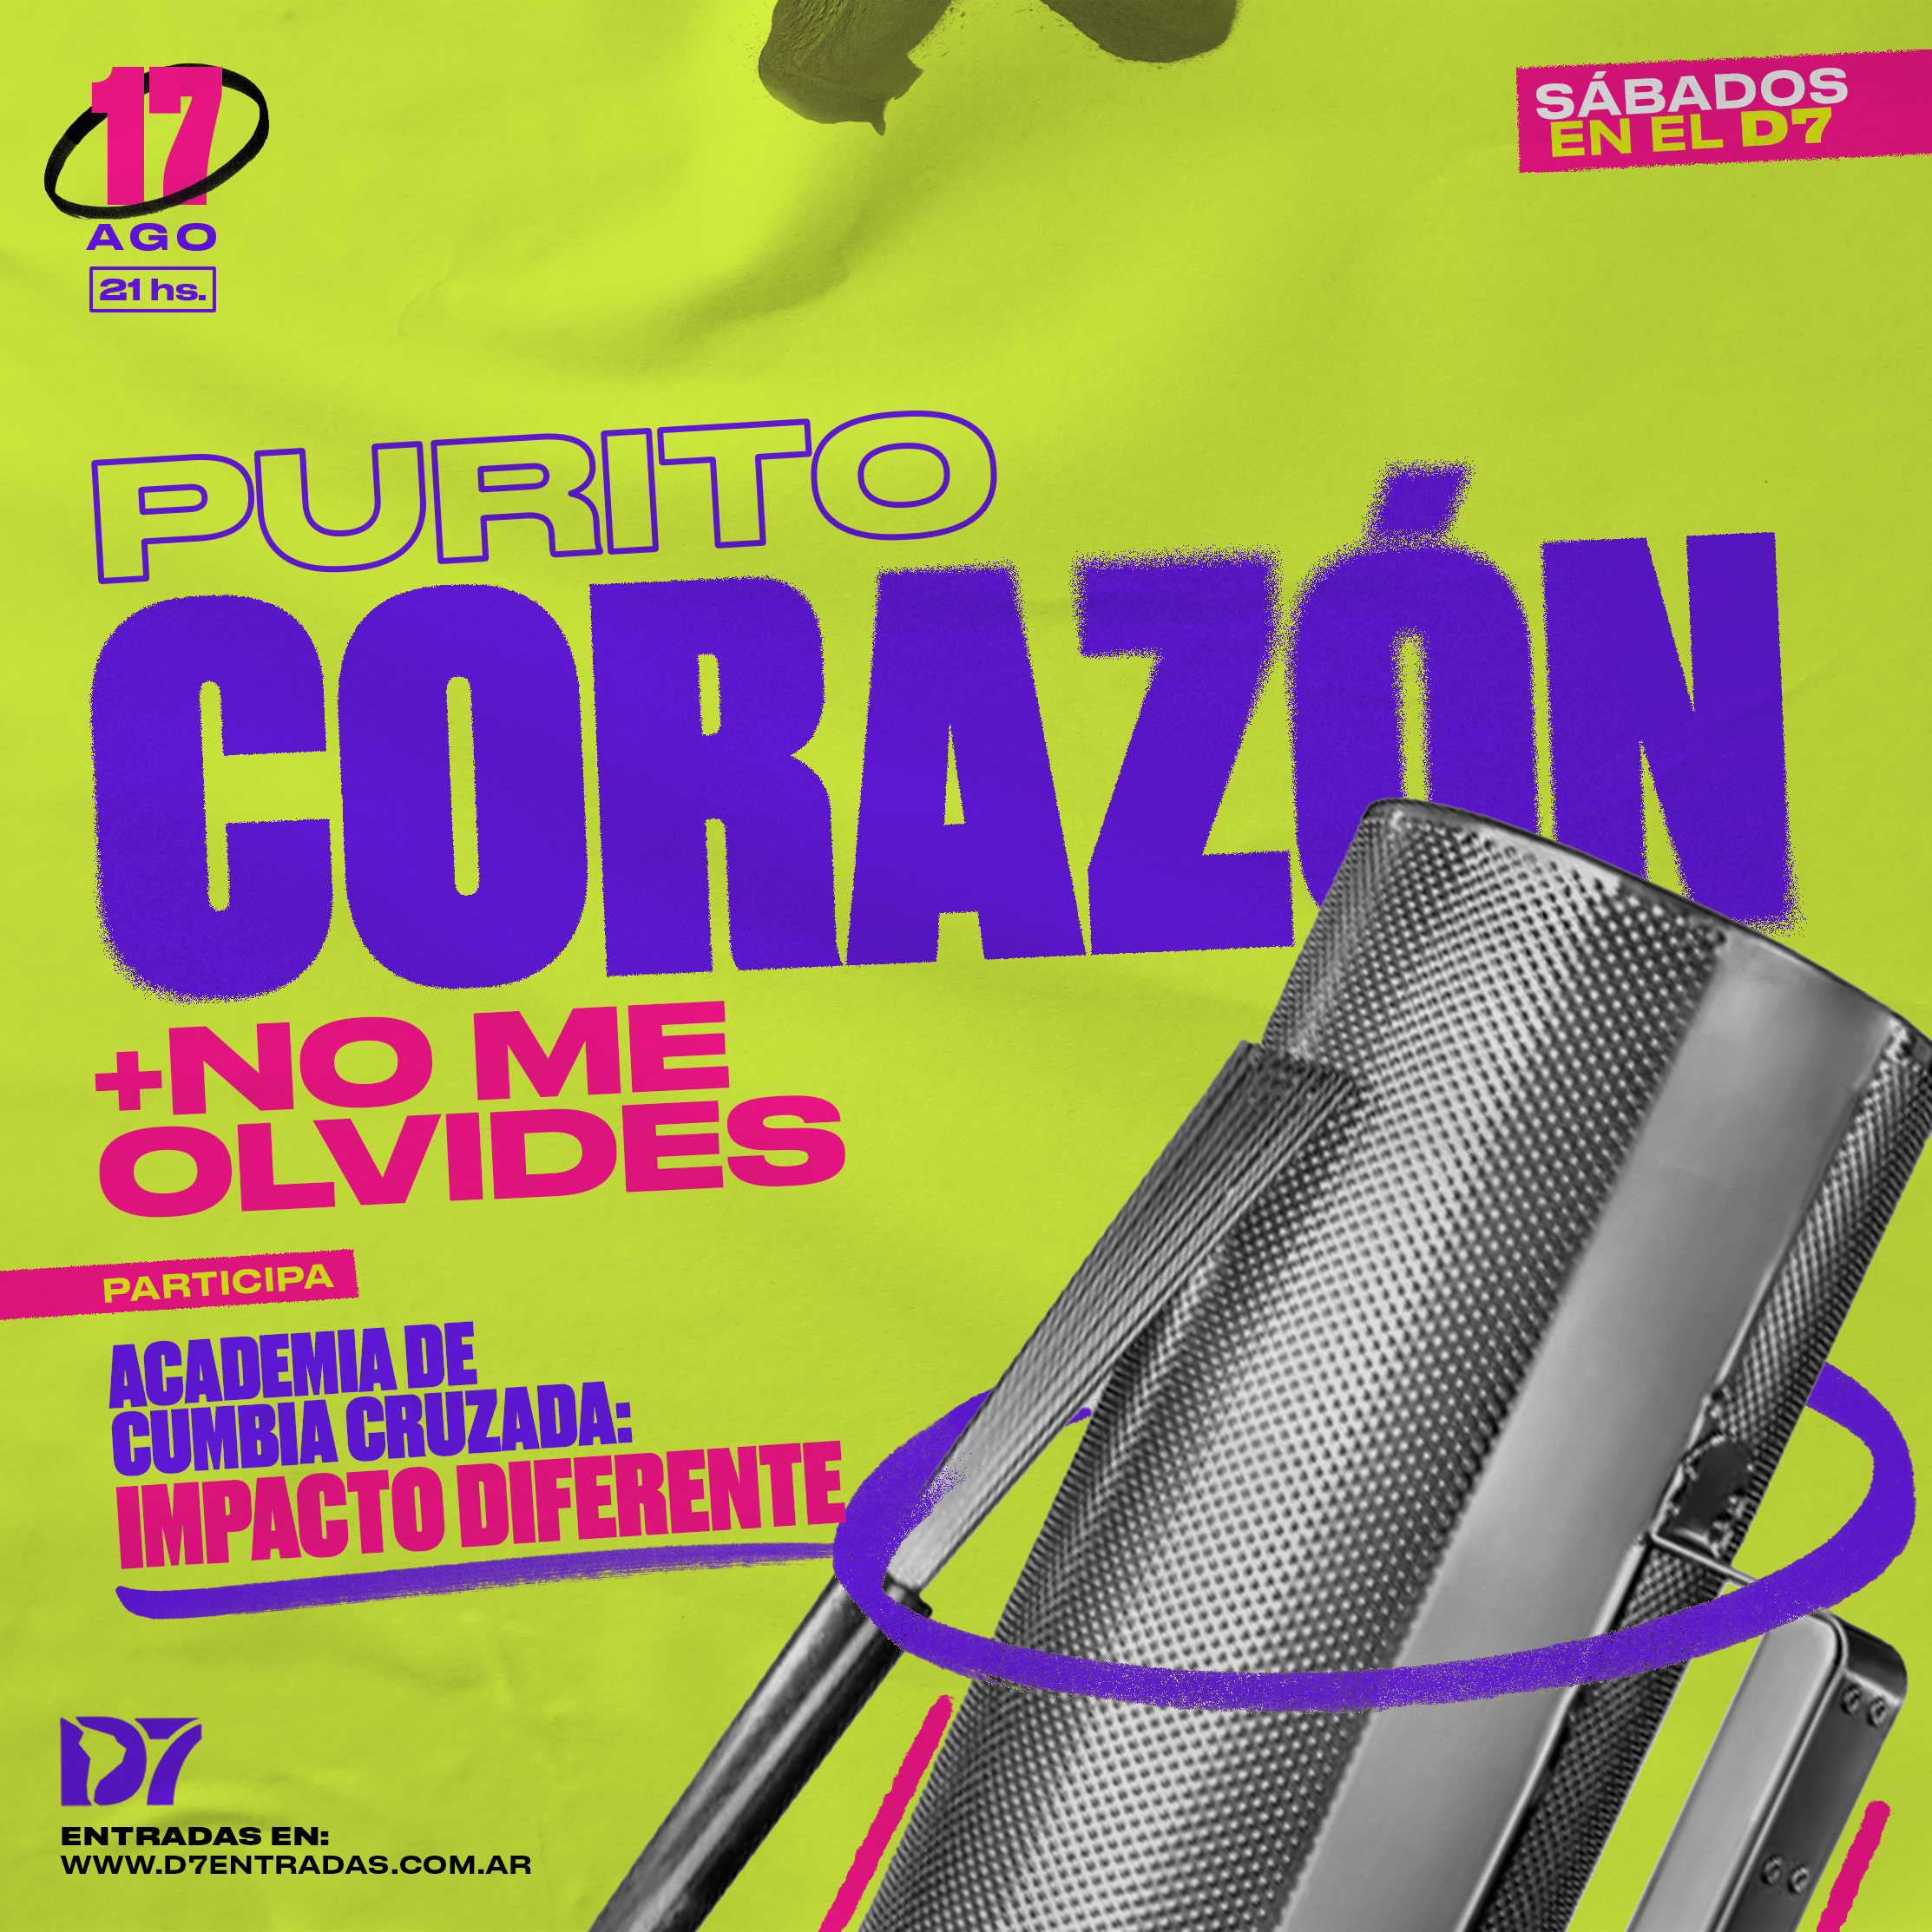 17
AGO
21 hs.
SÁBADOS
EN EL D7
PURITO
CORAZÓN
+NO ME
OLVIDES
PARTICIPA
ACADEMIA DE
CUMBIA CRUZADA:
IMPACTO DIFERENTE
D7
ENTRADAS EN:
WWW.D7ENTRADAS.COM.AR